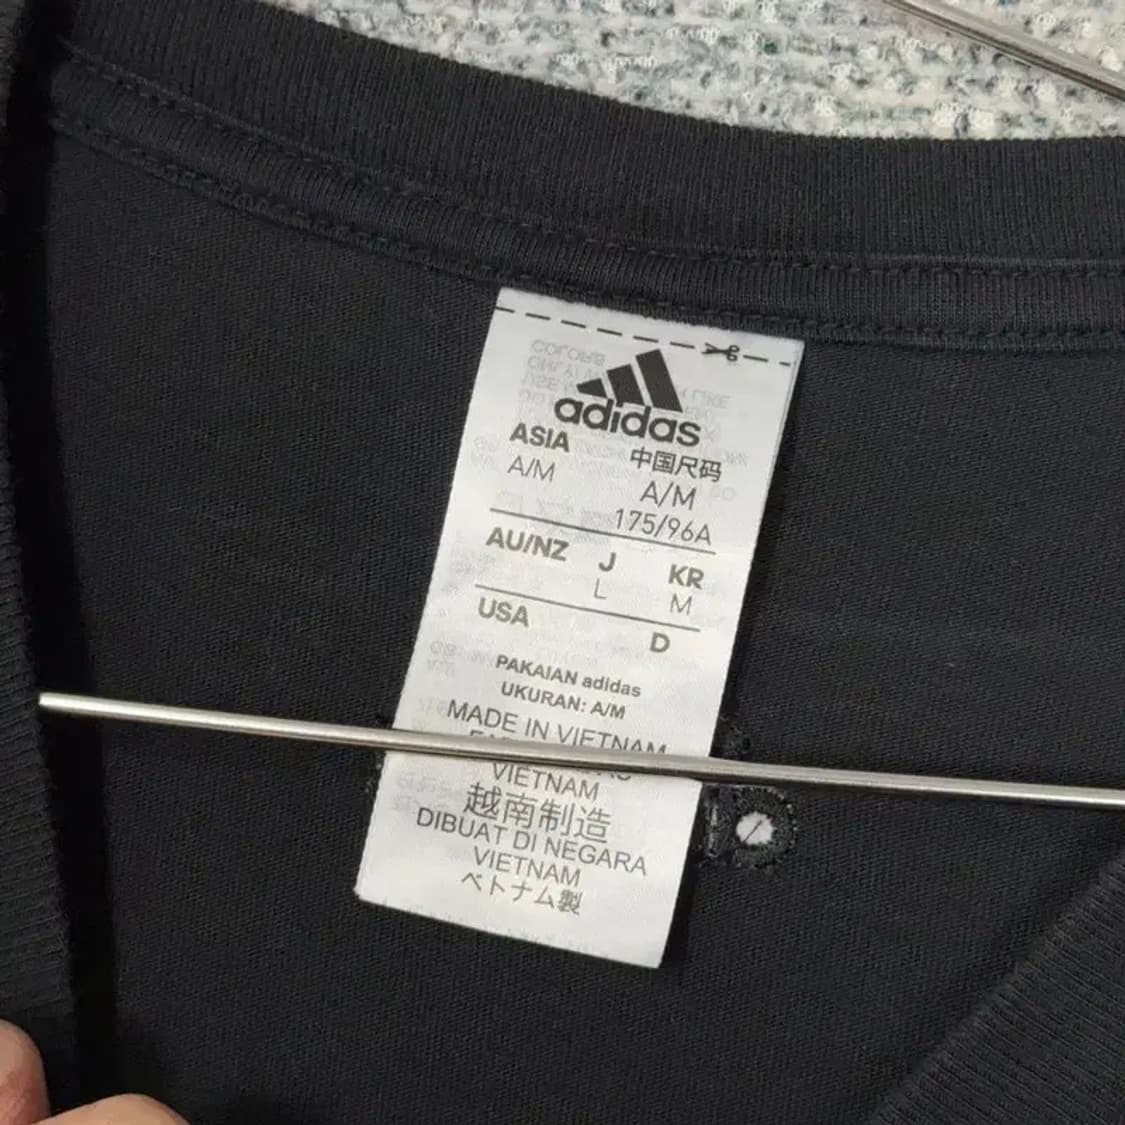 adidas
ASIA 中国尺码
A/M A/M
175/96A
AU/NZ J KR
L M
USA D
PAKAIAN adidas
UKURAN: A/M
MADE IN VIETNAM
VIETNAM
越南制造
DIBUAT DI NEGARA
VIETNAM
ベトナム製